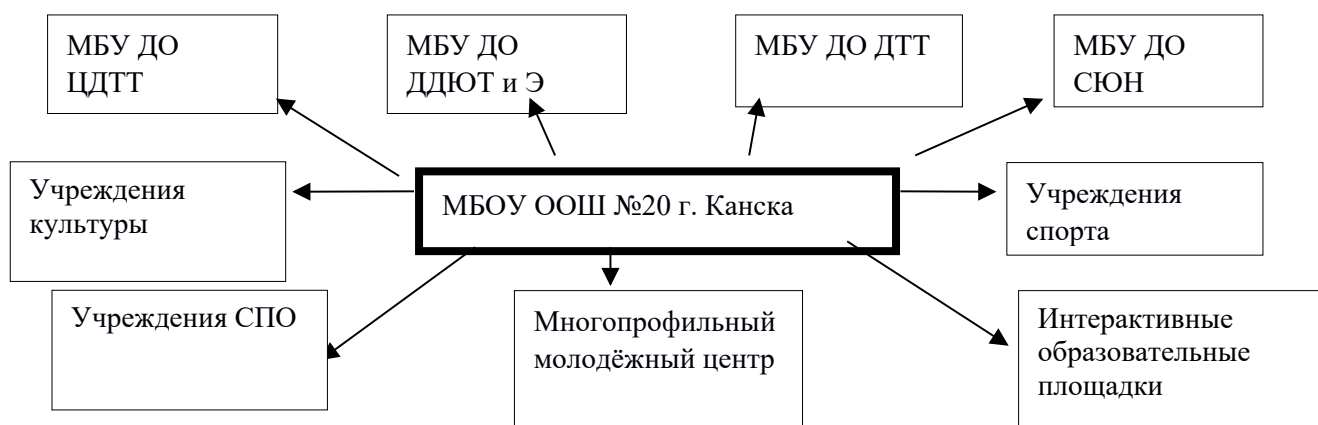 МБУ ДО
ЦДТТ
МБУ ДО
ДДЮТ и Э
МБУ ДО ДТТ
МБУ ДО
СЮН
Учреждения
культуры
МБОУ ООШ №20 г. Канска
Учреждения
спорта
Учреждения СПО
Многопрофильный
молодёжный центр
Интерактивные
образовательные
площадки